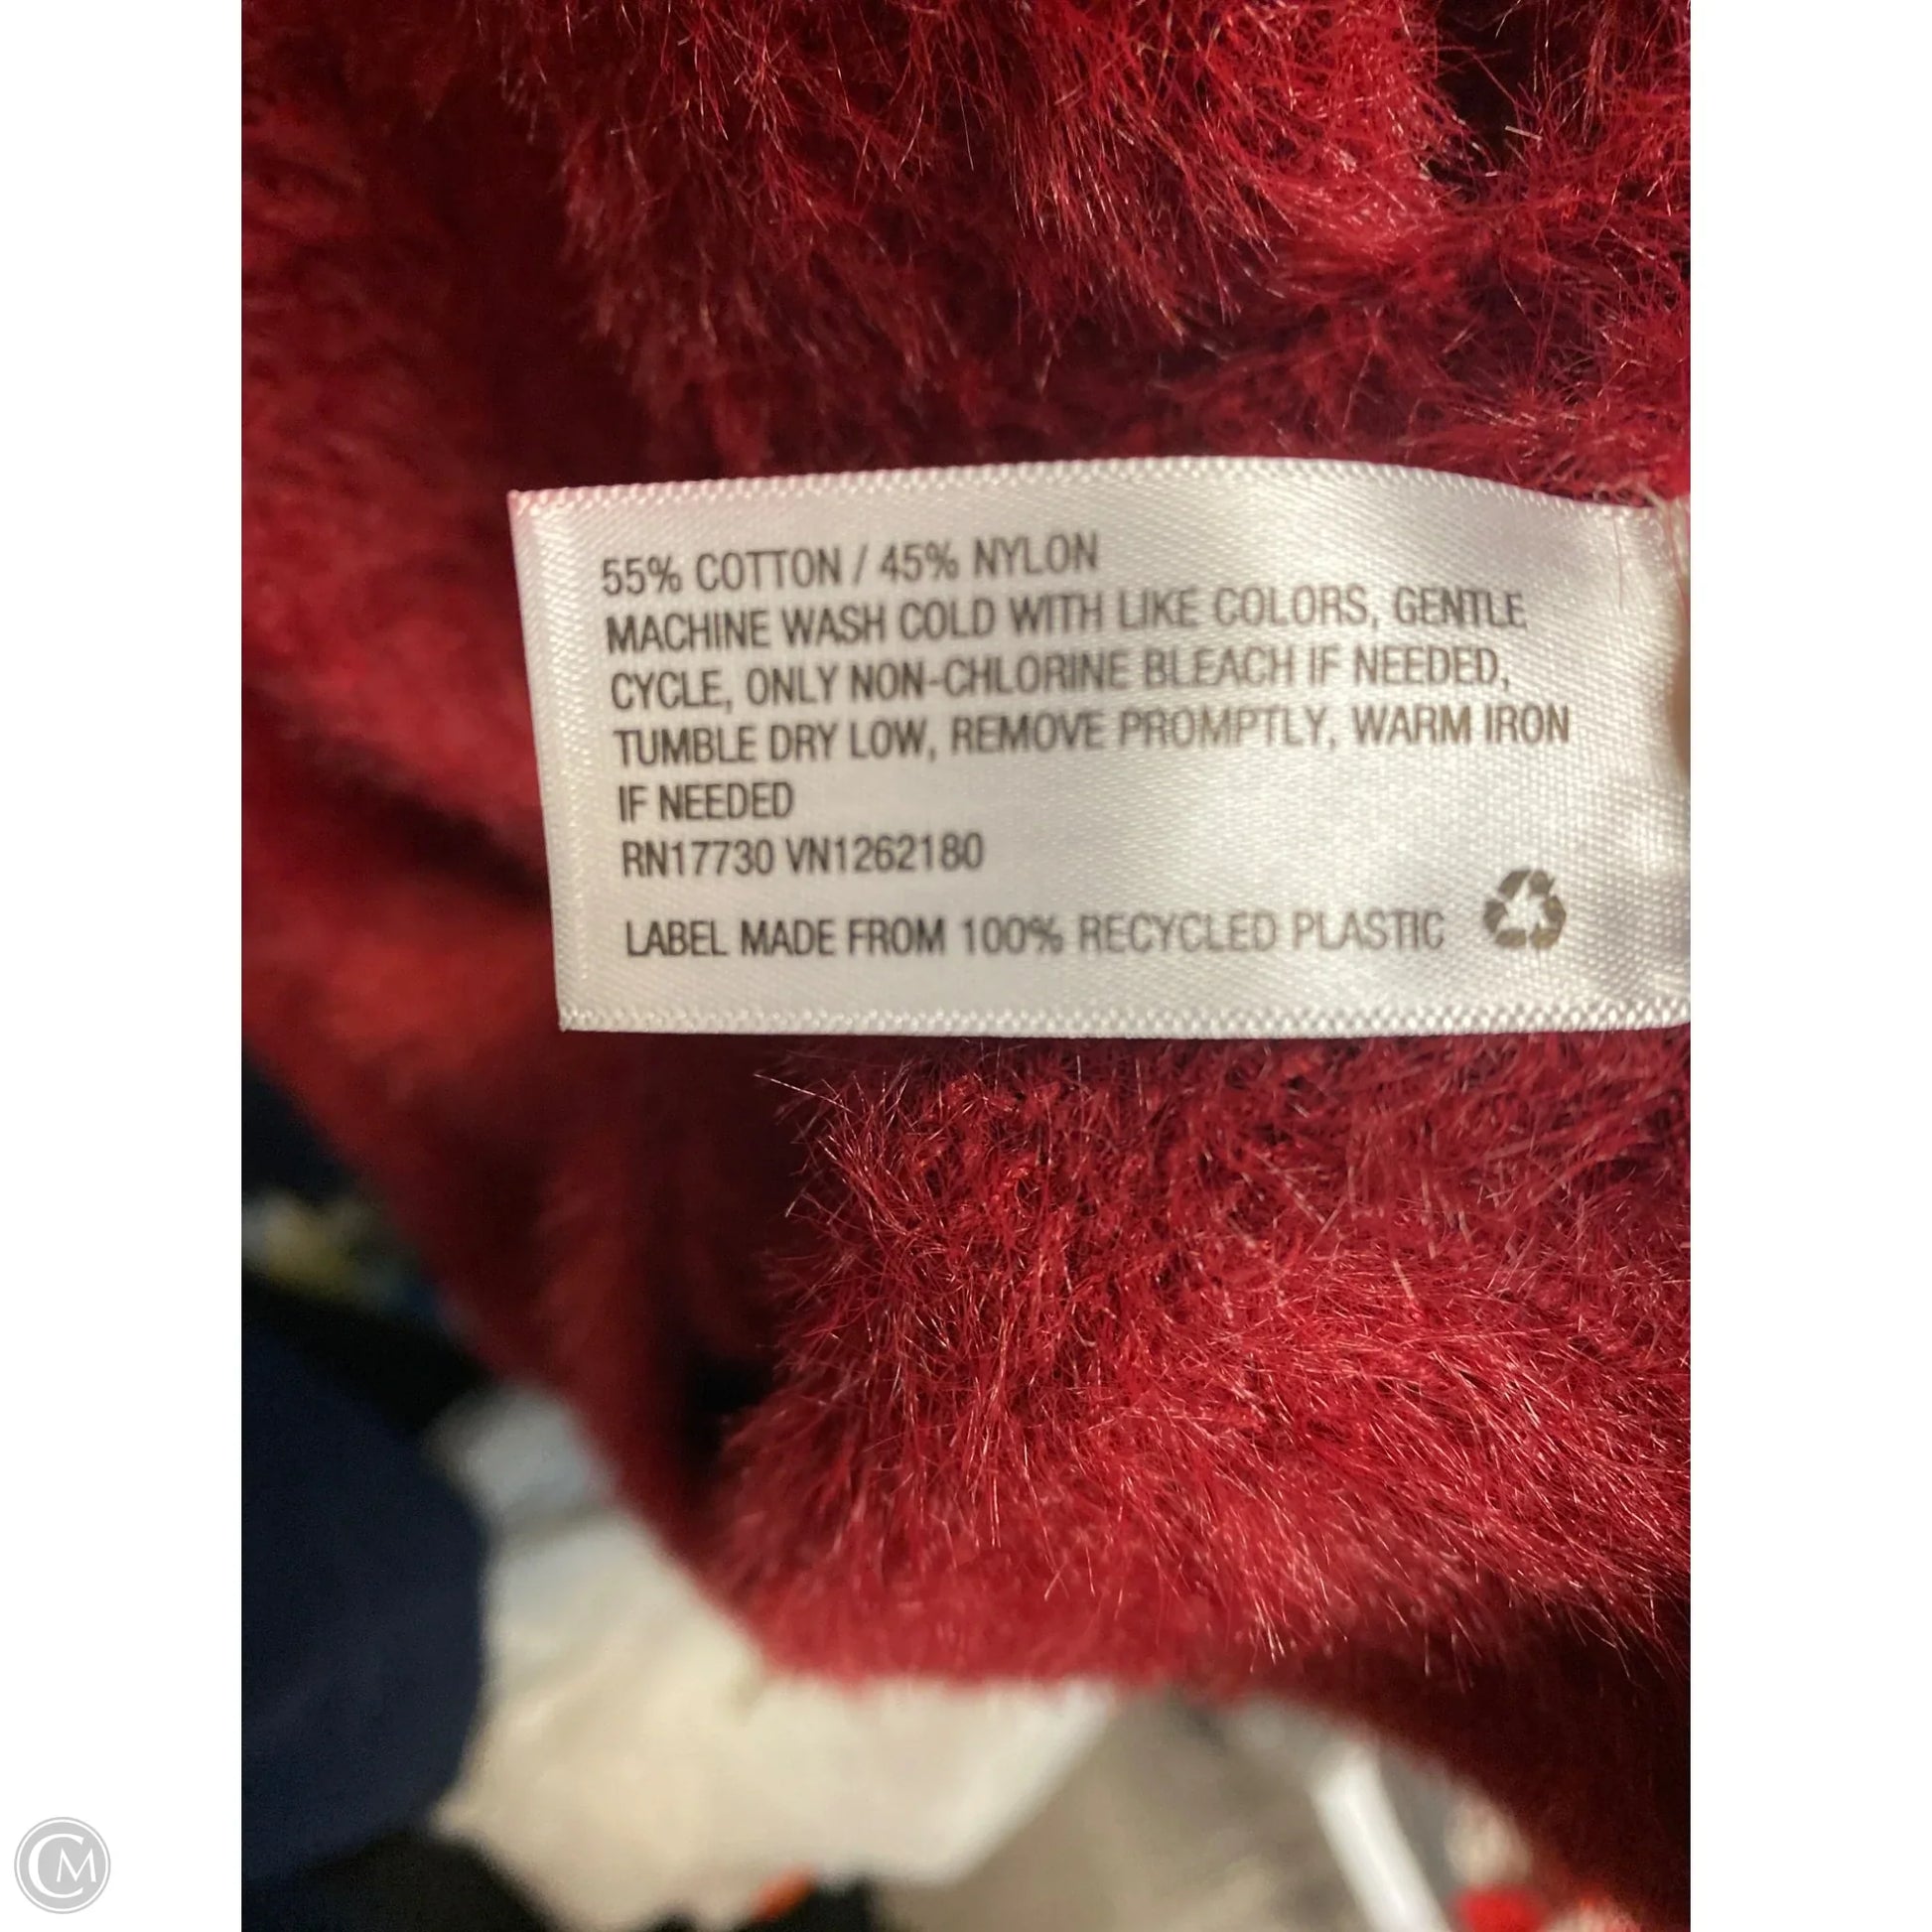 55% COTTON / 45% NYLON
MACHINE WASH COLD WITH LIKE COLORS, GENTLE
CYCLE, ONLY NON-CHLORINE BLEACH IF NEEDED,
TUMBLE DRY LOW, REMOVE PROMPTLY, WARM IRON
IF NEEDED
RN17730 VN1262180
LABEL MADE FROM 100% RECYCLED PLASTIC
CM